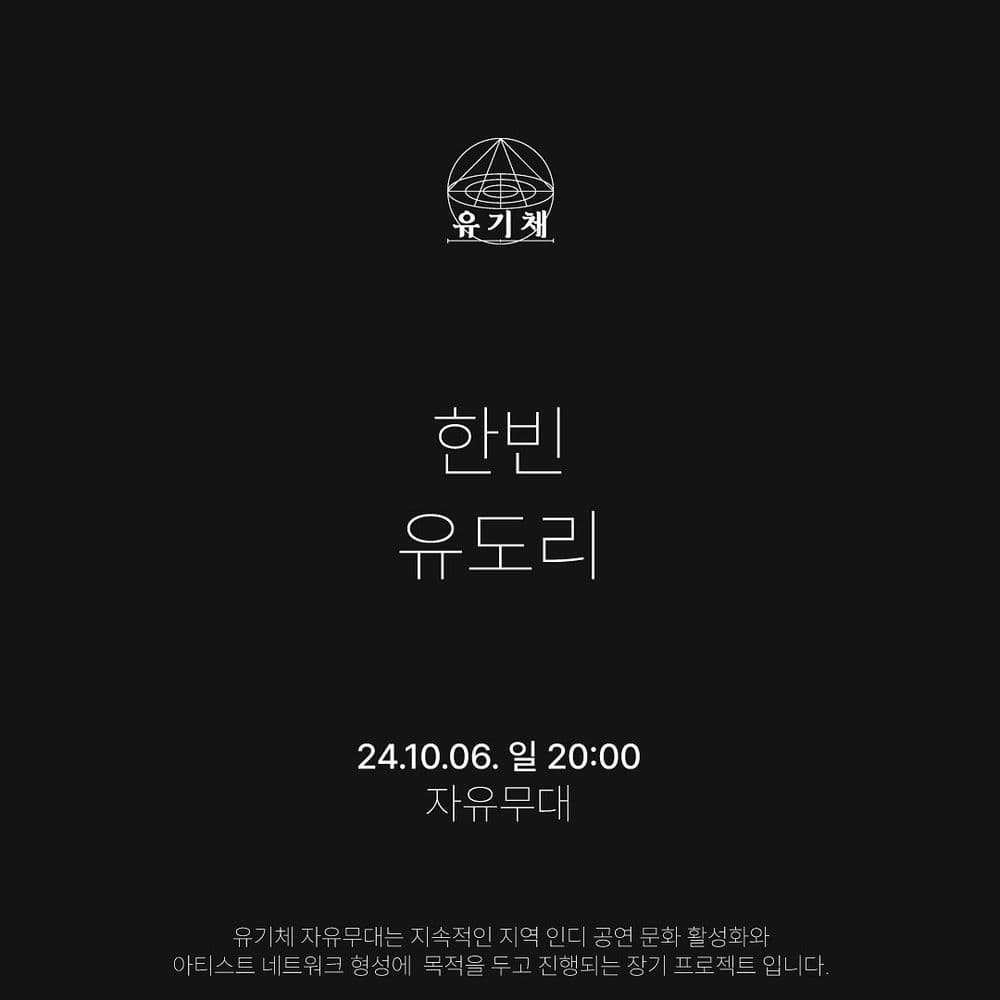 유기체
한빈
유도리
24.10.06. 일 20:00
자유무대
유기체 자유무대는 지속적인 지역 인디 공연 문화 활성화와
아티스트 네트워크 형성에 목적을 두고 진행되는 장기 프로젝트 입니다.